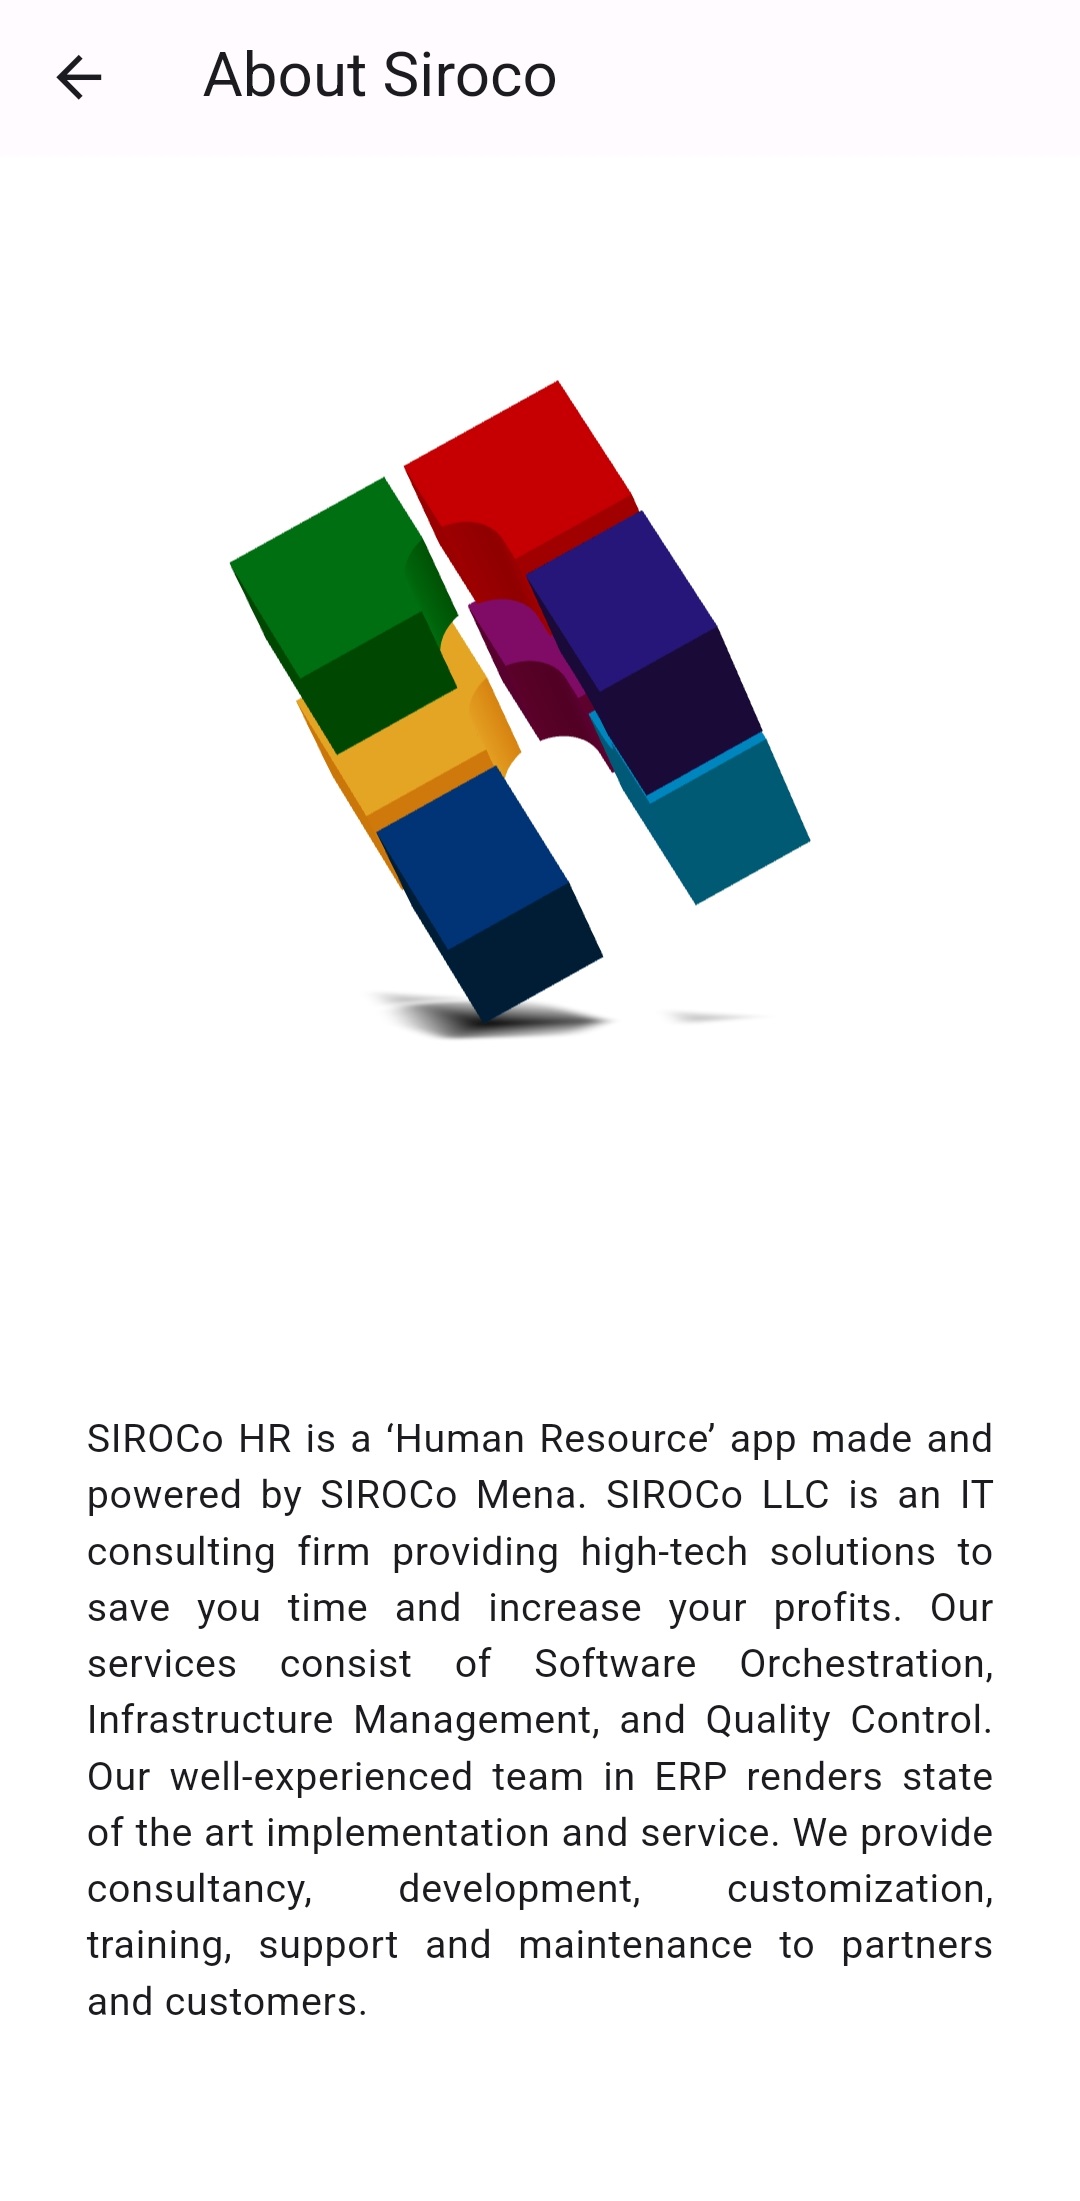 About Siroco
SIROCo HR is a ‘Human Resource’ app made and
powered by SIROCo Mena. SIROCo LLC is an IT
consulting firm providing high-tech solutions to
save you time and increase your profits. Our
services consist of Software Orchestration,
Infrastructure Management, and Quality Control.
Our well-experienced team in ERP renders state
of the art implementation and service. We provide
consultancy, development, customization,
training, support and maintenance to partners
and customers.